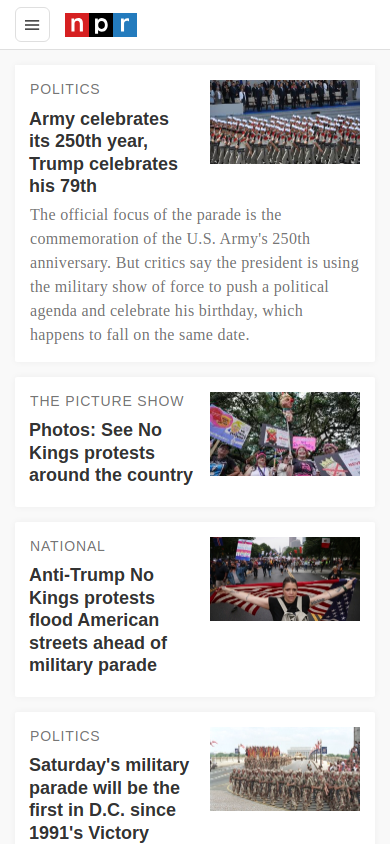 npr
POLITICS
Army celebrates
its 250th year,
Trump celebrates
his 79th
The official focus of the parade is the
commemoration of the U.S. Army's 250th
anniversary. But critics say the president is using
the military show of force to push a political
agenda and celebrate his birthday, which
happens to fall on the same date.
THE PICTURE SHOW
Photos: See No
Kings protests
around the country
NATIONAL
Anti-Trump No
Kings protests
flood American
streets ahead of
military parade
POLITICS
Saturday's military
parade will be the
first in D.C. since
1991's Victory